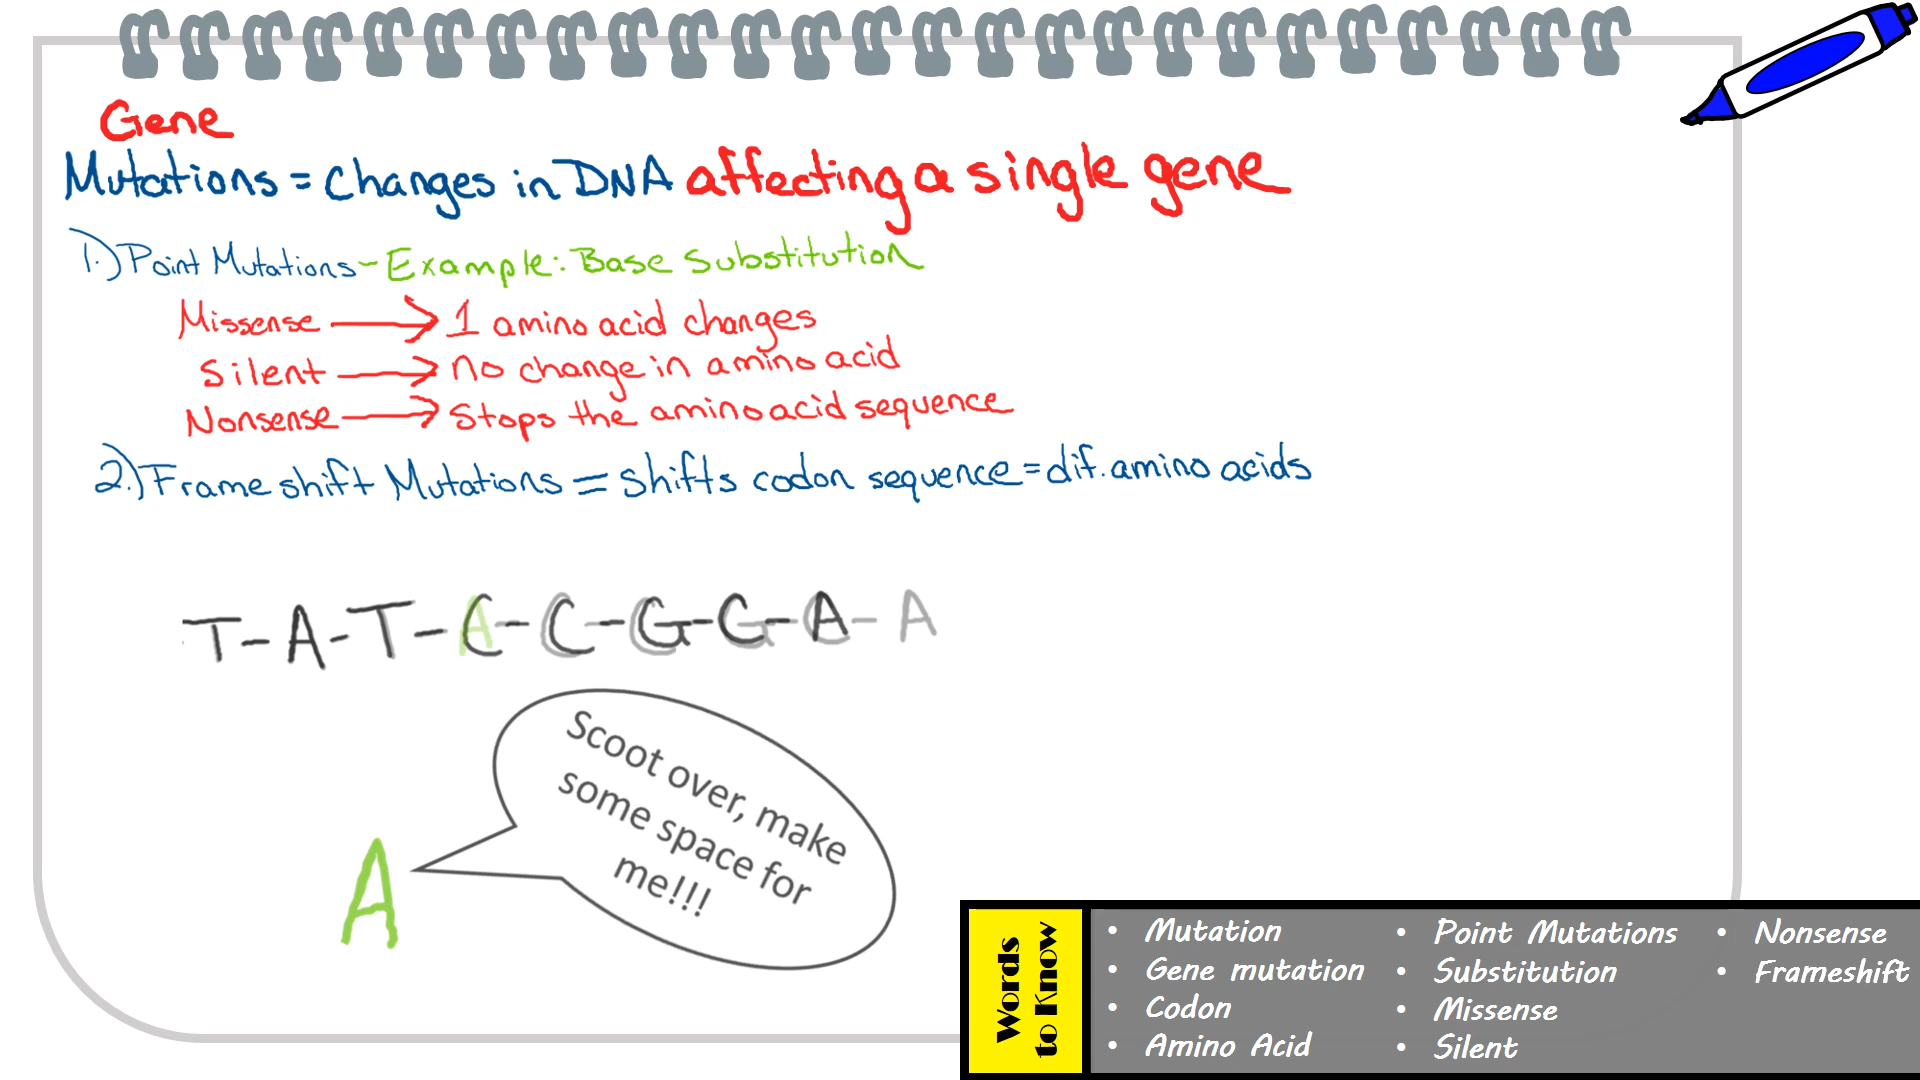 Gene
Mutations = Changes in DNA affecting a single gene
1.) Point Mutations - Example: Base Substitution
Missense → 1 amino acid changes
Silent → no change in amino acid
Nonsense → Stops the amino acid sequence
2.) Frameshift Mutations = shifts codon sequence = dif. amino acids
T-A-T-C-C-G-C-A-A
Scoot over, make
some space for
me!!!
A
Words
to Know
• Mutation
• Gene mutation
• Codon
• Amino Acid
• Point Mutations
• Substitution
• Missense
• Silent
• Nonsense
• Frameshift